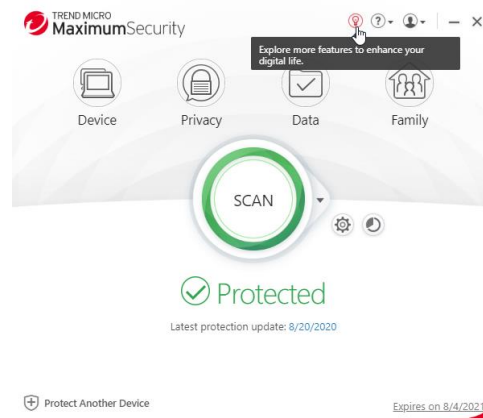 TREND MICRO
MaximumSecurity
?
Explore more features to enhance your
digital life.
Device Privacy Data Family
SCAN
Protected
Latest protection update: 8/20/2020
Protect Another Device Expires on 8/4/2021